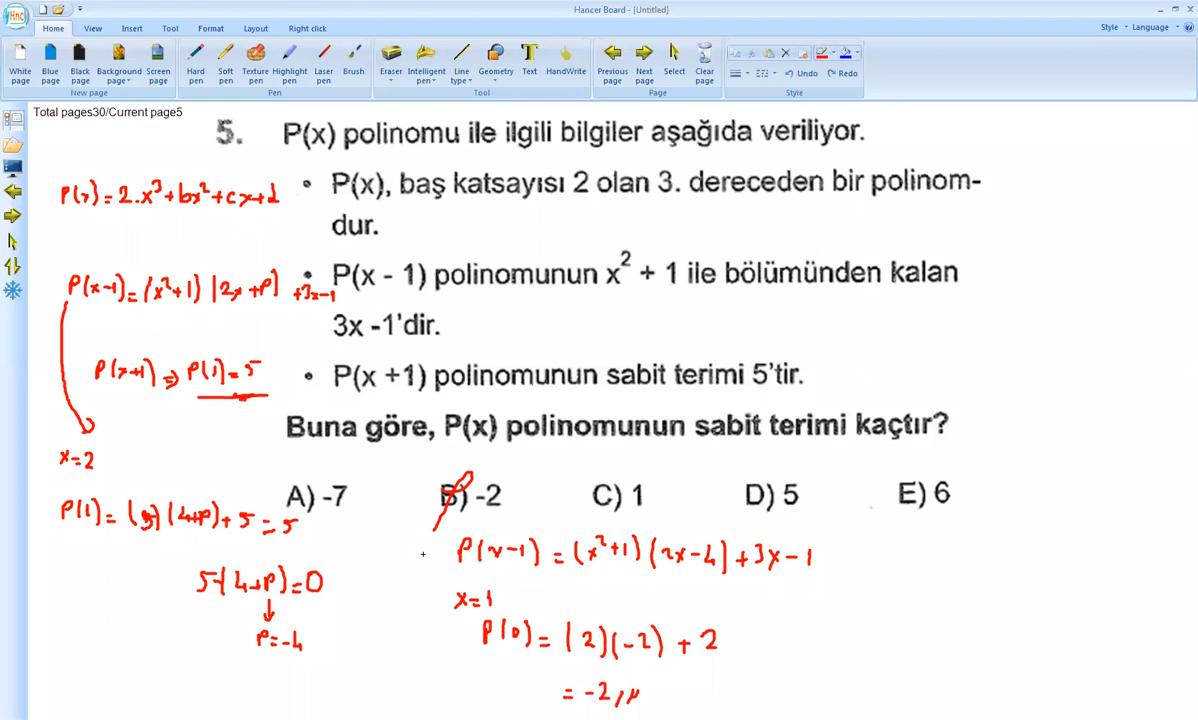 Hancer Board - [Untitled]
Hnc
Home View Insert Tool Format Layout Right click
Style Language
White page Blue page Black page Background page Screen page
Hard pen Soft pen Texture pen Highlight pen Laser pen Brush
Eraser Intelligent pen Line type Geometry Text HandWrite
Previous page Next page Select Clear page
Undo Redo
New page Pen Tool Page Style
Total pages30/Current page5
5. P(x) polinomu ile ilgili bilgiler aşağıda veriliyor.
P(x) = 2.x³+bx²+cx+d
• P(x), baş katsayısı 2 olan 3. dereceden bir polinom-
dur.
P(x-1)=(x²+1)(2x+p) +3x-1
• P(x - 1) polinomunun x² + 1 ile bölümünden kalan
3x -1'dir.
P(x+1) ⇒ P(1)=5
• P(x +1) polinomunun sabit terimi 5'tir.
Buna göre, P(x) polinomunun sabit terimi kaçtır?
x=2
A) -7 B) -2 C) 1 D) 5 E) 6
P(1)=(5)(4+p)+5=5
5.(4+p)=0
p=-4
P(x-1)=(x²+1)(2x-4)+3x-1
x=1
P(0)=(2)(-2)+2
= -2,,